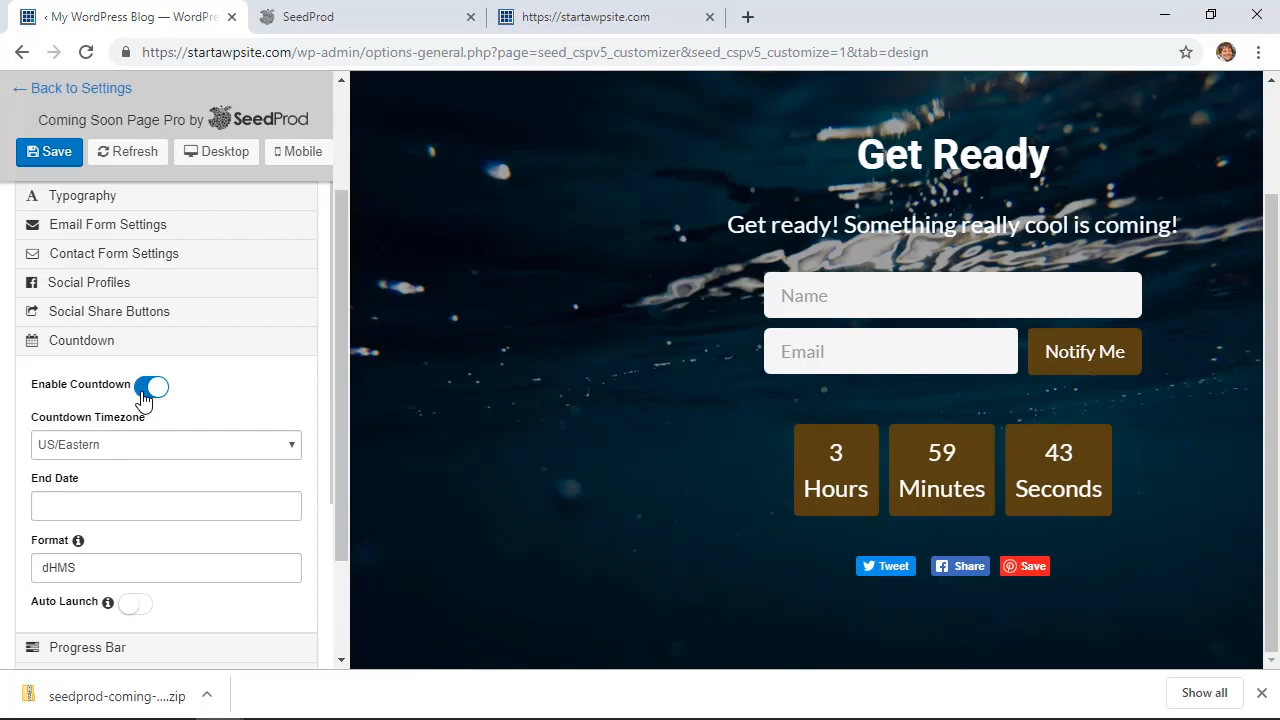 ‹ My WordPress Blog — WordPre
SeedProd
https://startawpsite.com
https://startawpsite.com/wp-admin/options-general.php?page=seed_cspv5_customizer&seed_cspv5_customize=1&tab=design
← Back to Settings
Coming Soon Page Pro by SeedProd
Save
Refresh
Desktop
Mobile
Typography
Email Form Settings
Contact Form Settings
Social Profiles
Social Share Buttons
Countdown
Enable Countdown
Countdown Timezone
US/Eastern
End Date
Format
dHMS
Auto Launch
Progress Bar
Get Ready
Get ready! Something really cool is coming!
Name
Email
Notify Me
3 59 43
Hours Minutes Seconds
Tweet Share Save
seedprod-coming-....zip
Show all